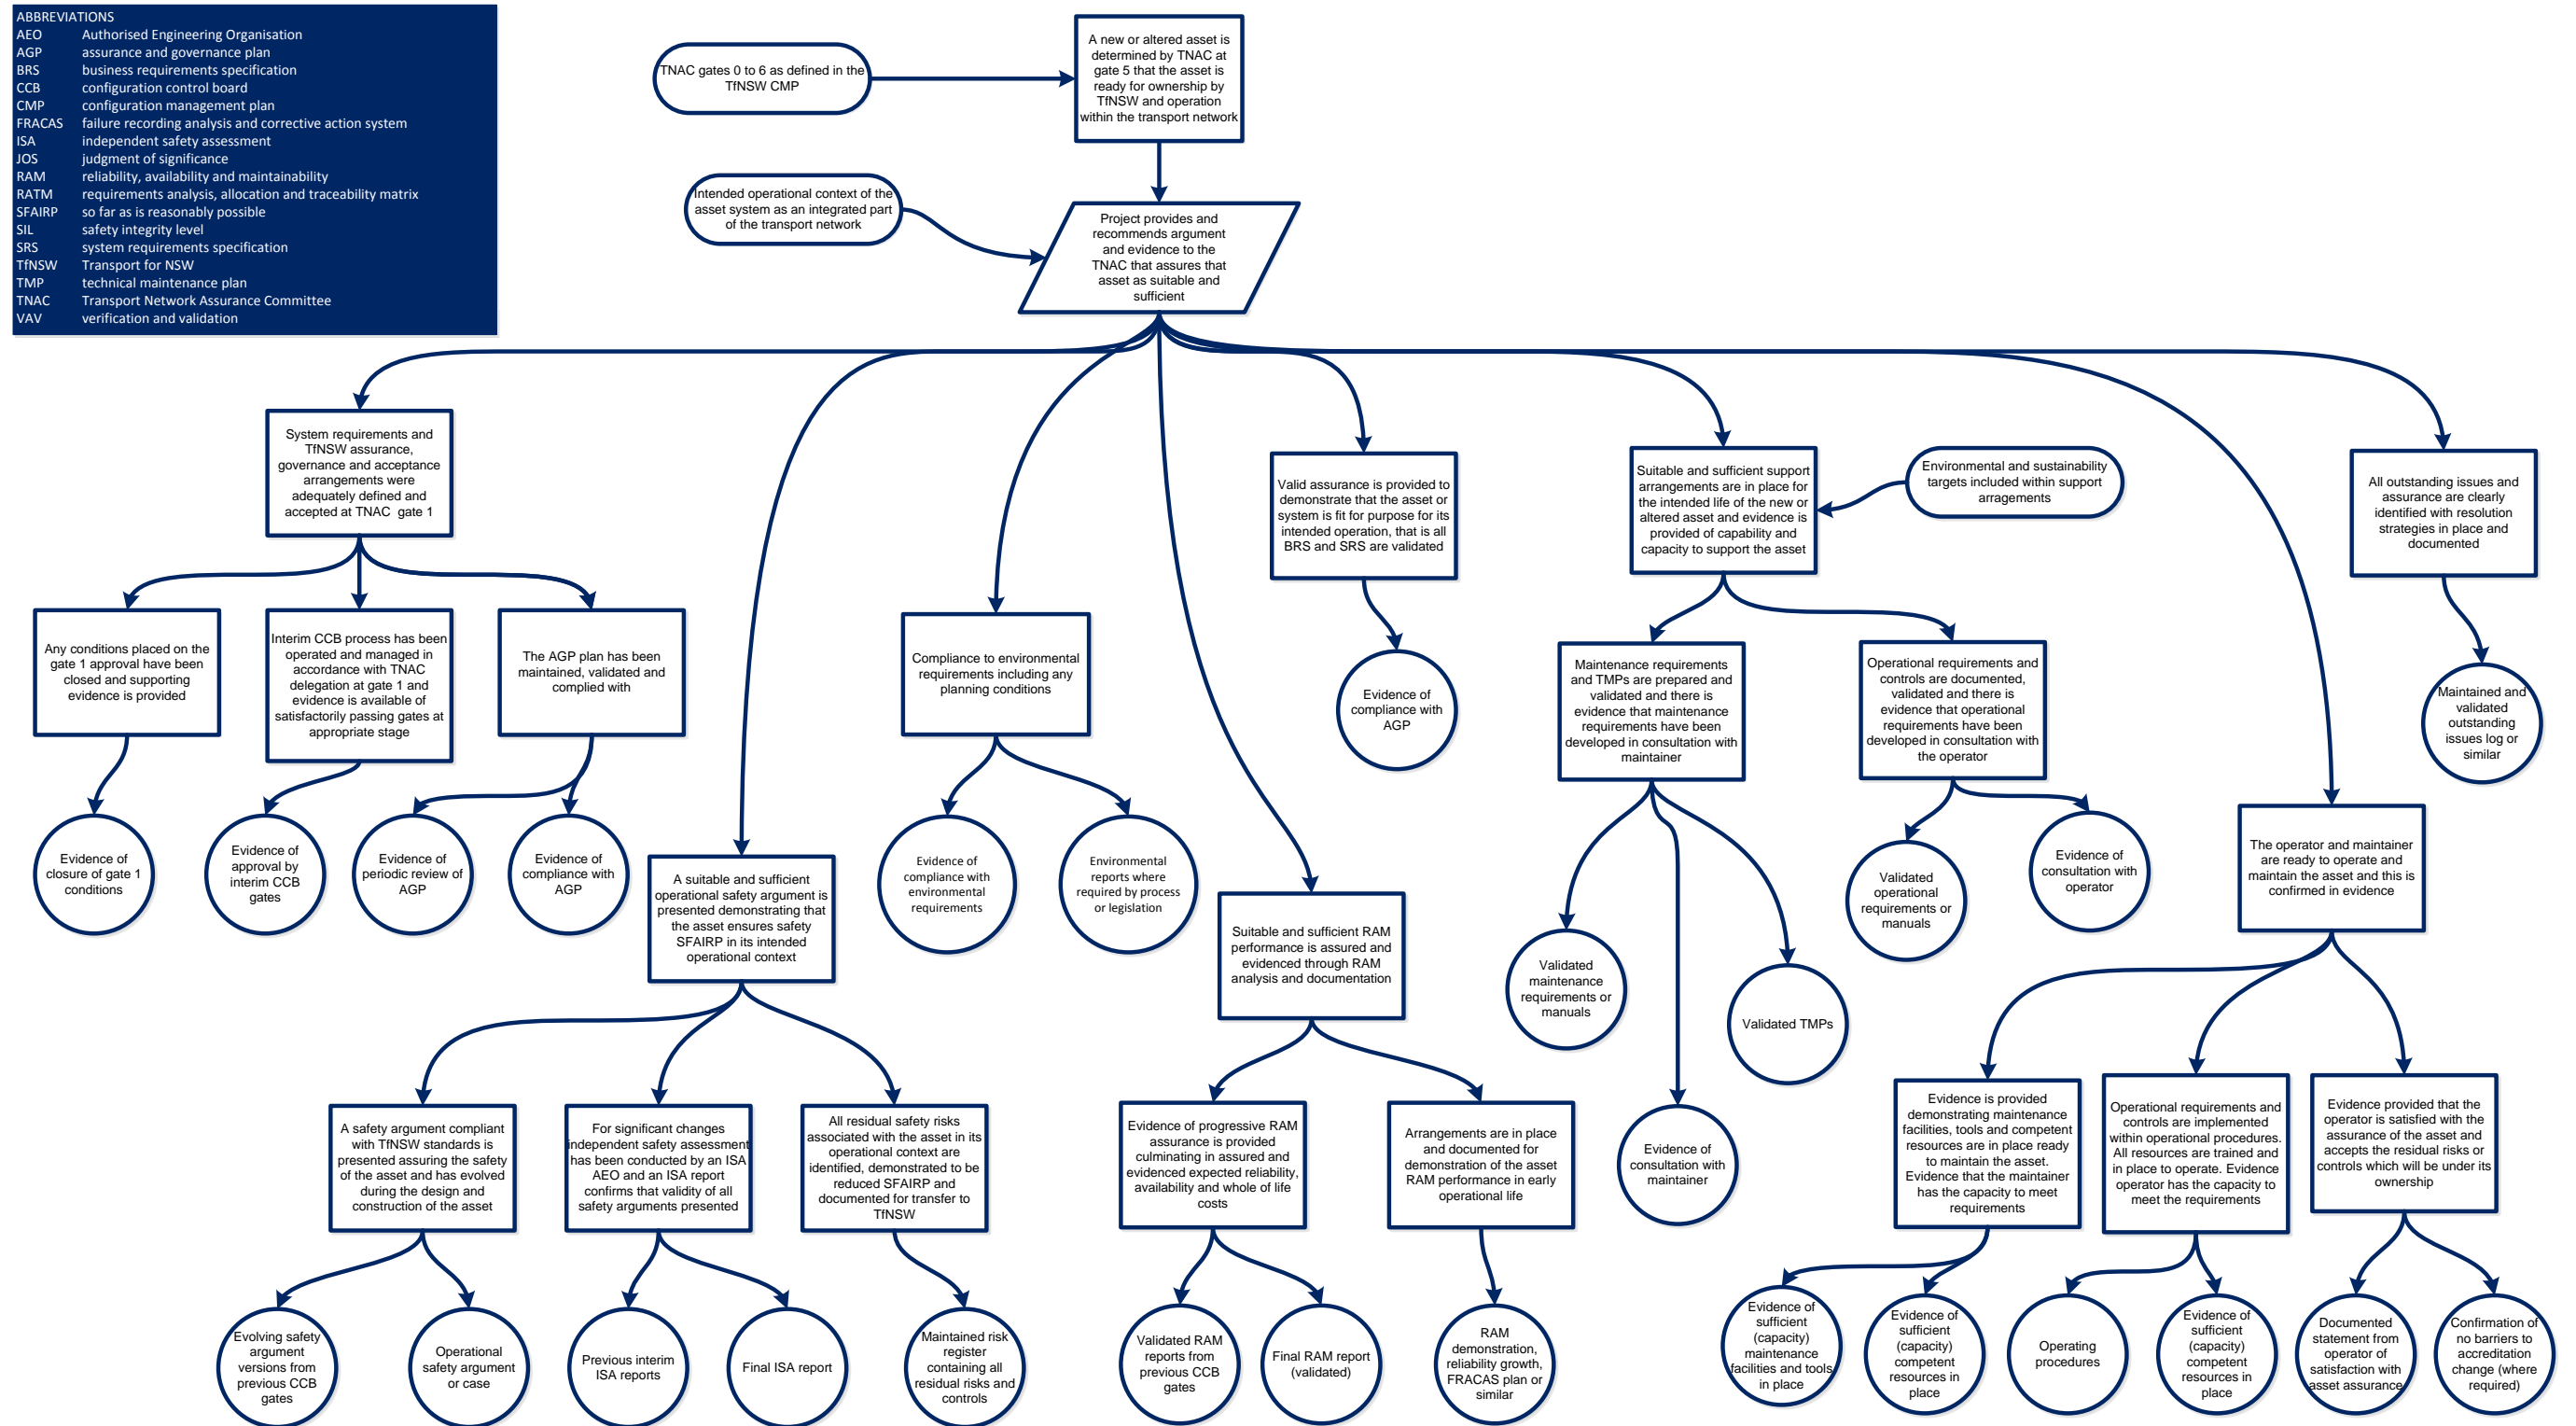 ABBREVIATIONS
AEO Authorised Engineering Organisation
AGP assurance and governance plan
BRS business requirements specification
CCB configuration control board
CMP configuration management plan
FRACAS failure recording analysis and corrective action system
ISA independent safety assessment
JOS judgment of significance
RAM reliability, availability and maintainability
RATM requirements analysis, allocation and traceability matrix
SFAIRP so far as is reasonably possible
SIL safety integrity level
SRS system requirements specification
TfNSW Transport for NSW
TMP technical maintenance plan
TNAC Transport Network Assurance Committee
VAV verification and validation
TNAC gates 0 to 6 as defined in the
TfNSW CMP
A new or altered asset is
determined by TNAC at
gate 5 that the asset is
ready for ownership by
TfNSW and operation
within the transport network
Intended operational context of the
asset system as an integrated part
of the transport network
Project provides and
recommends argument
and evidence to the
TNAC that assures that
asset as suitable and
sufficient
System requirements and
TfNSW assurance,
governance and acceptance
arrangements were
adequately defined and
accepted at TNAC gate 1
Valid assurance is provided to
demonstrate that the asset or
system is fit for purpose for its
intended operation, that is all
BRS and SRS are validated
Suitable and sufficient support
arrangements are in place for
the intended life of the new or
altered asset and evidence is
provided of capability and
capacity to support the asset
Environmental and sustainability
targets included within support
arragements
All outstanding issues and
assurance are clearly
identified with resolution
strategies in place and
documented
Any conditions placed on the
gate 1 approval have been
closed and supporting
evidence is provided
Interim CCB process has been
operated and managed in
accordance with TNAC
delegation at gate 1 and
evidence is available of
satisfactorily passing gates at
appropriate stage
The AGP plan has been
maintained, validated and
complied with
Compliance to environmental
requirements including any
planning conditions
Evidence of
compliance with
AGP
Maintenance requirements
and TMPs are prepared and
validated and there is
evidence that maintenance
requirements have been
developed in consultation with
maintainer
Operational requirements and
controls are documented,
validated and there is
evidence that operational
requirements have been
developed in consultation with
the operator
Maintained and
validated
outstanding
issues log or
similar
Evidence of
closure of gate 1
conditions
Evidence of
approval by
interim CCB
gates
Evidence of
periodic review of
AGP
Evidence of
compliance with
AGP
A suitable and sufficient
operational safety argument is
presented demonstrating that
the asset ensures safety
SFAIRP in its intended
operational context
Evidence of
compliance with
environmental
requirements
Environmental
reports where
required by process
or legislation
Suitable and sufficient RAM
performance is assured and
evidenced through RAM
analysis and documentation
Validated
maintenance
requirements or
manuals
Validated TMPs
Validated
operational
requirements or
manuals
Evidence of
consultation with
operator
The operator and maintainer
are ready to operate and
maintain the asset and this is
confirmed in evidence
A safety argument compliant
with TfNSW standards is
presented assuring the safety
of the asset and has evolved
during the design and
construction of the asset
For significant changes
independent safety assessment
has been conducted by an ISA
AEO and an ISA report
confirms that validity of all
safety arguments presented
All residual safety risks
associated with the asset in its
operational context are
identified, demonstrated to be
reduced SFAIRP and
documented for transfer to
TfNSW
Evidence of progressive RAM
assurance is provided
culminating in assured and
evidenced expected reliability,
availability and whole of life
costs
Arrangements are in place
and documented for
demonstration of the asset
RAM performance in early
operational life
Evidence of
consultation with
maintainer
Evidence is provided
demonstrating maintenance
facilities, tools and competent
resources are in place ready
to maintain the asset.
Evidence that the maintainer
has the capacity to meet
requirements
Operational requirements and
controls are implemented
within operational procedures.
All resources are trained and
in place to operate. Evidence
operator has the capacity to
meet the requirements
Evidence provided that the
operator is satisfied with the
assurance of the asset and
accepts the residual risks or
controls which will be under its
ownership
Evolving safety
argument
versions from
previous CCB
gates
Operational
safety argument
or case
Previous interim
ISA reports
Final ISA report
Maintained risk
register
containing all
residual risks and
controls
Validated RAM
reports from
previous CCB
gates
Final RAM report
(validated)
RAM
demonstration,
reliability growth,
FRACAS plan or
similar
Evidence of
sufficient
(capacity)
maintenance
facilities and tools
in place
Evidence of
sufficient
(capacity)
competent
resources in
place
Operating
procedures
Evidence of
sufficient
(capacity)
competent
resources in
place
Documented
statement from
operator of
satisfaction with
asset assurance
Confirmation of
no barriers to
accreditation
change (where
required)